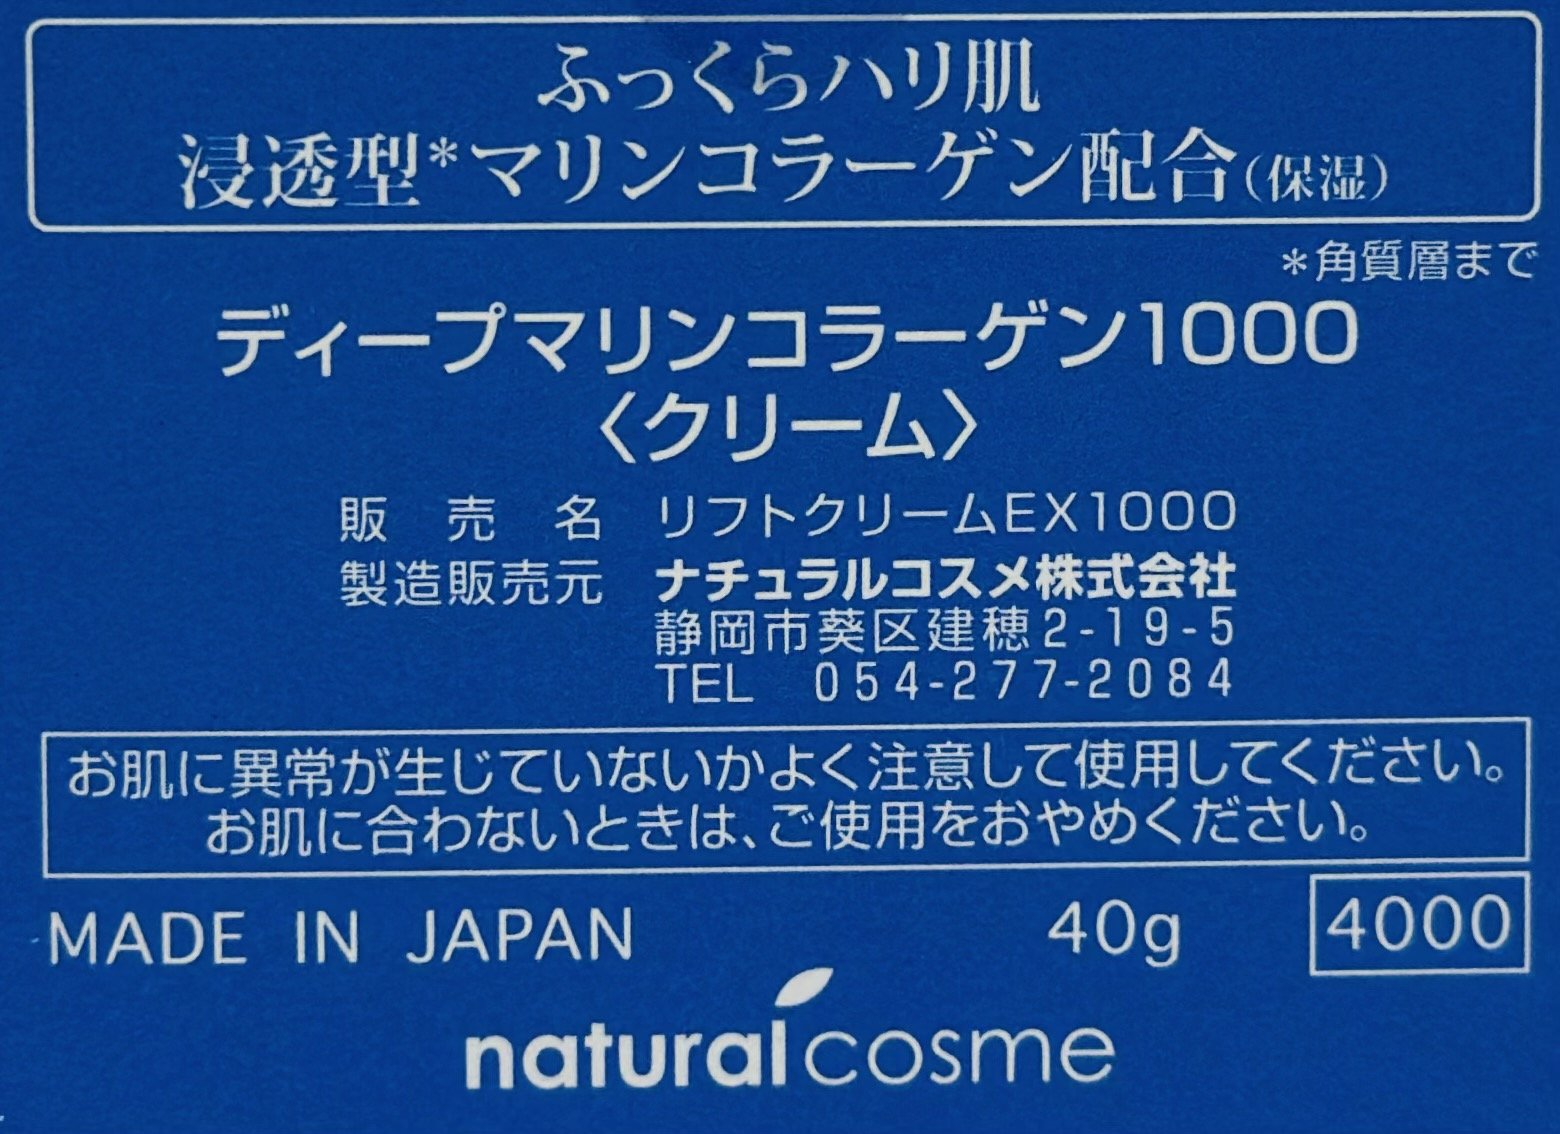 ふっくらハリ肌
浸透型*マリンコラーゲン配合(保湿)
*角質層まで
ディープマリンコラーゲン1000
〈クリーム〉
販売名 リフトクリームEX1000
製造販売元 ナチュラルコスメ株式会社
静岡市葵区建穂2-19-5
TEL 054-277-2084
お肌に異常が生じていないかよく注意して使用してください。
お肌に合わないときは、ご使用をおやめください。
MADE IN JAPAN 40g 4000
naturalcosme